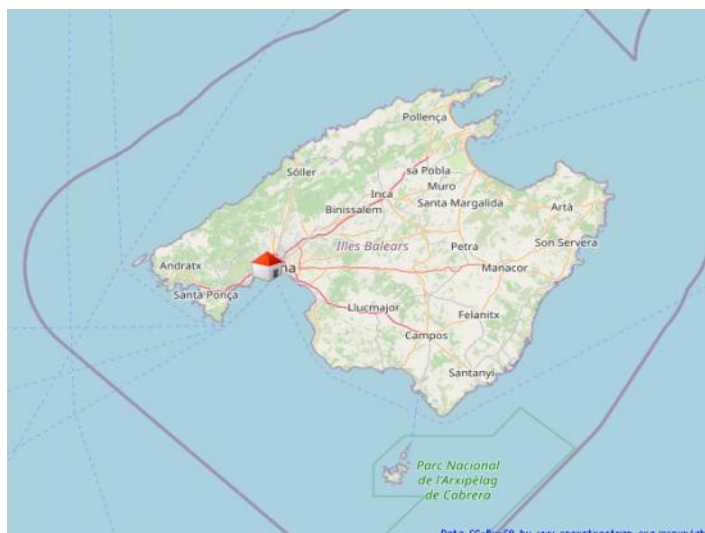 Pollença
sa Pobla
Sóller
Muro
Inca
Santa Margalida
Artà
Binissalem
Son Servera
Illes Balears
Petra
Andratx
Manacor
Santa Ponça
Llucmajor
Felanitx
Campos
Santanyí
Parc Nacional
de l'Arxipèlag
de Cabrera